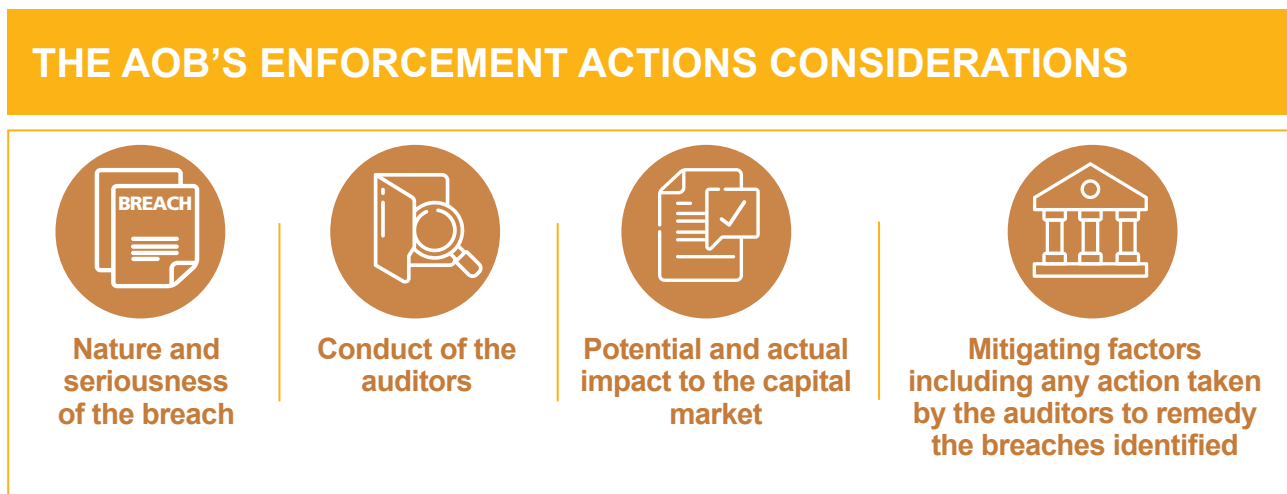 THE AOB’S ENFORCEMENT ACTIONS CONSIDERATIONS
BREACH
Nature and
seriousness
of the breach
Conduct of the
auditors
Potential and actual
impact to the capital
market
Mitigating factors
including any action taken
by the auditors to remedy
the breaches identified